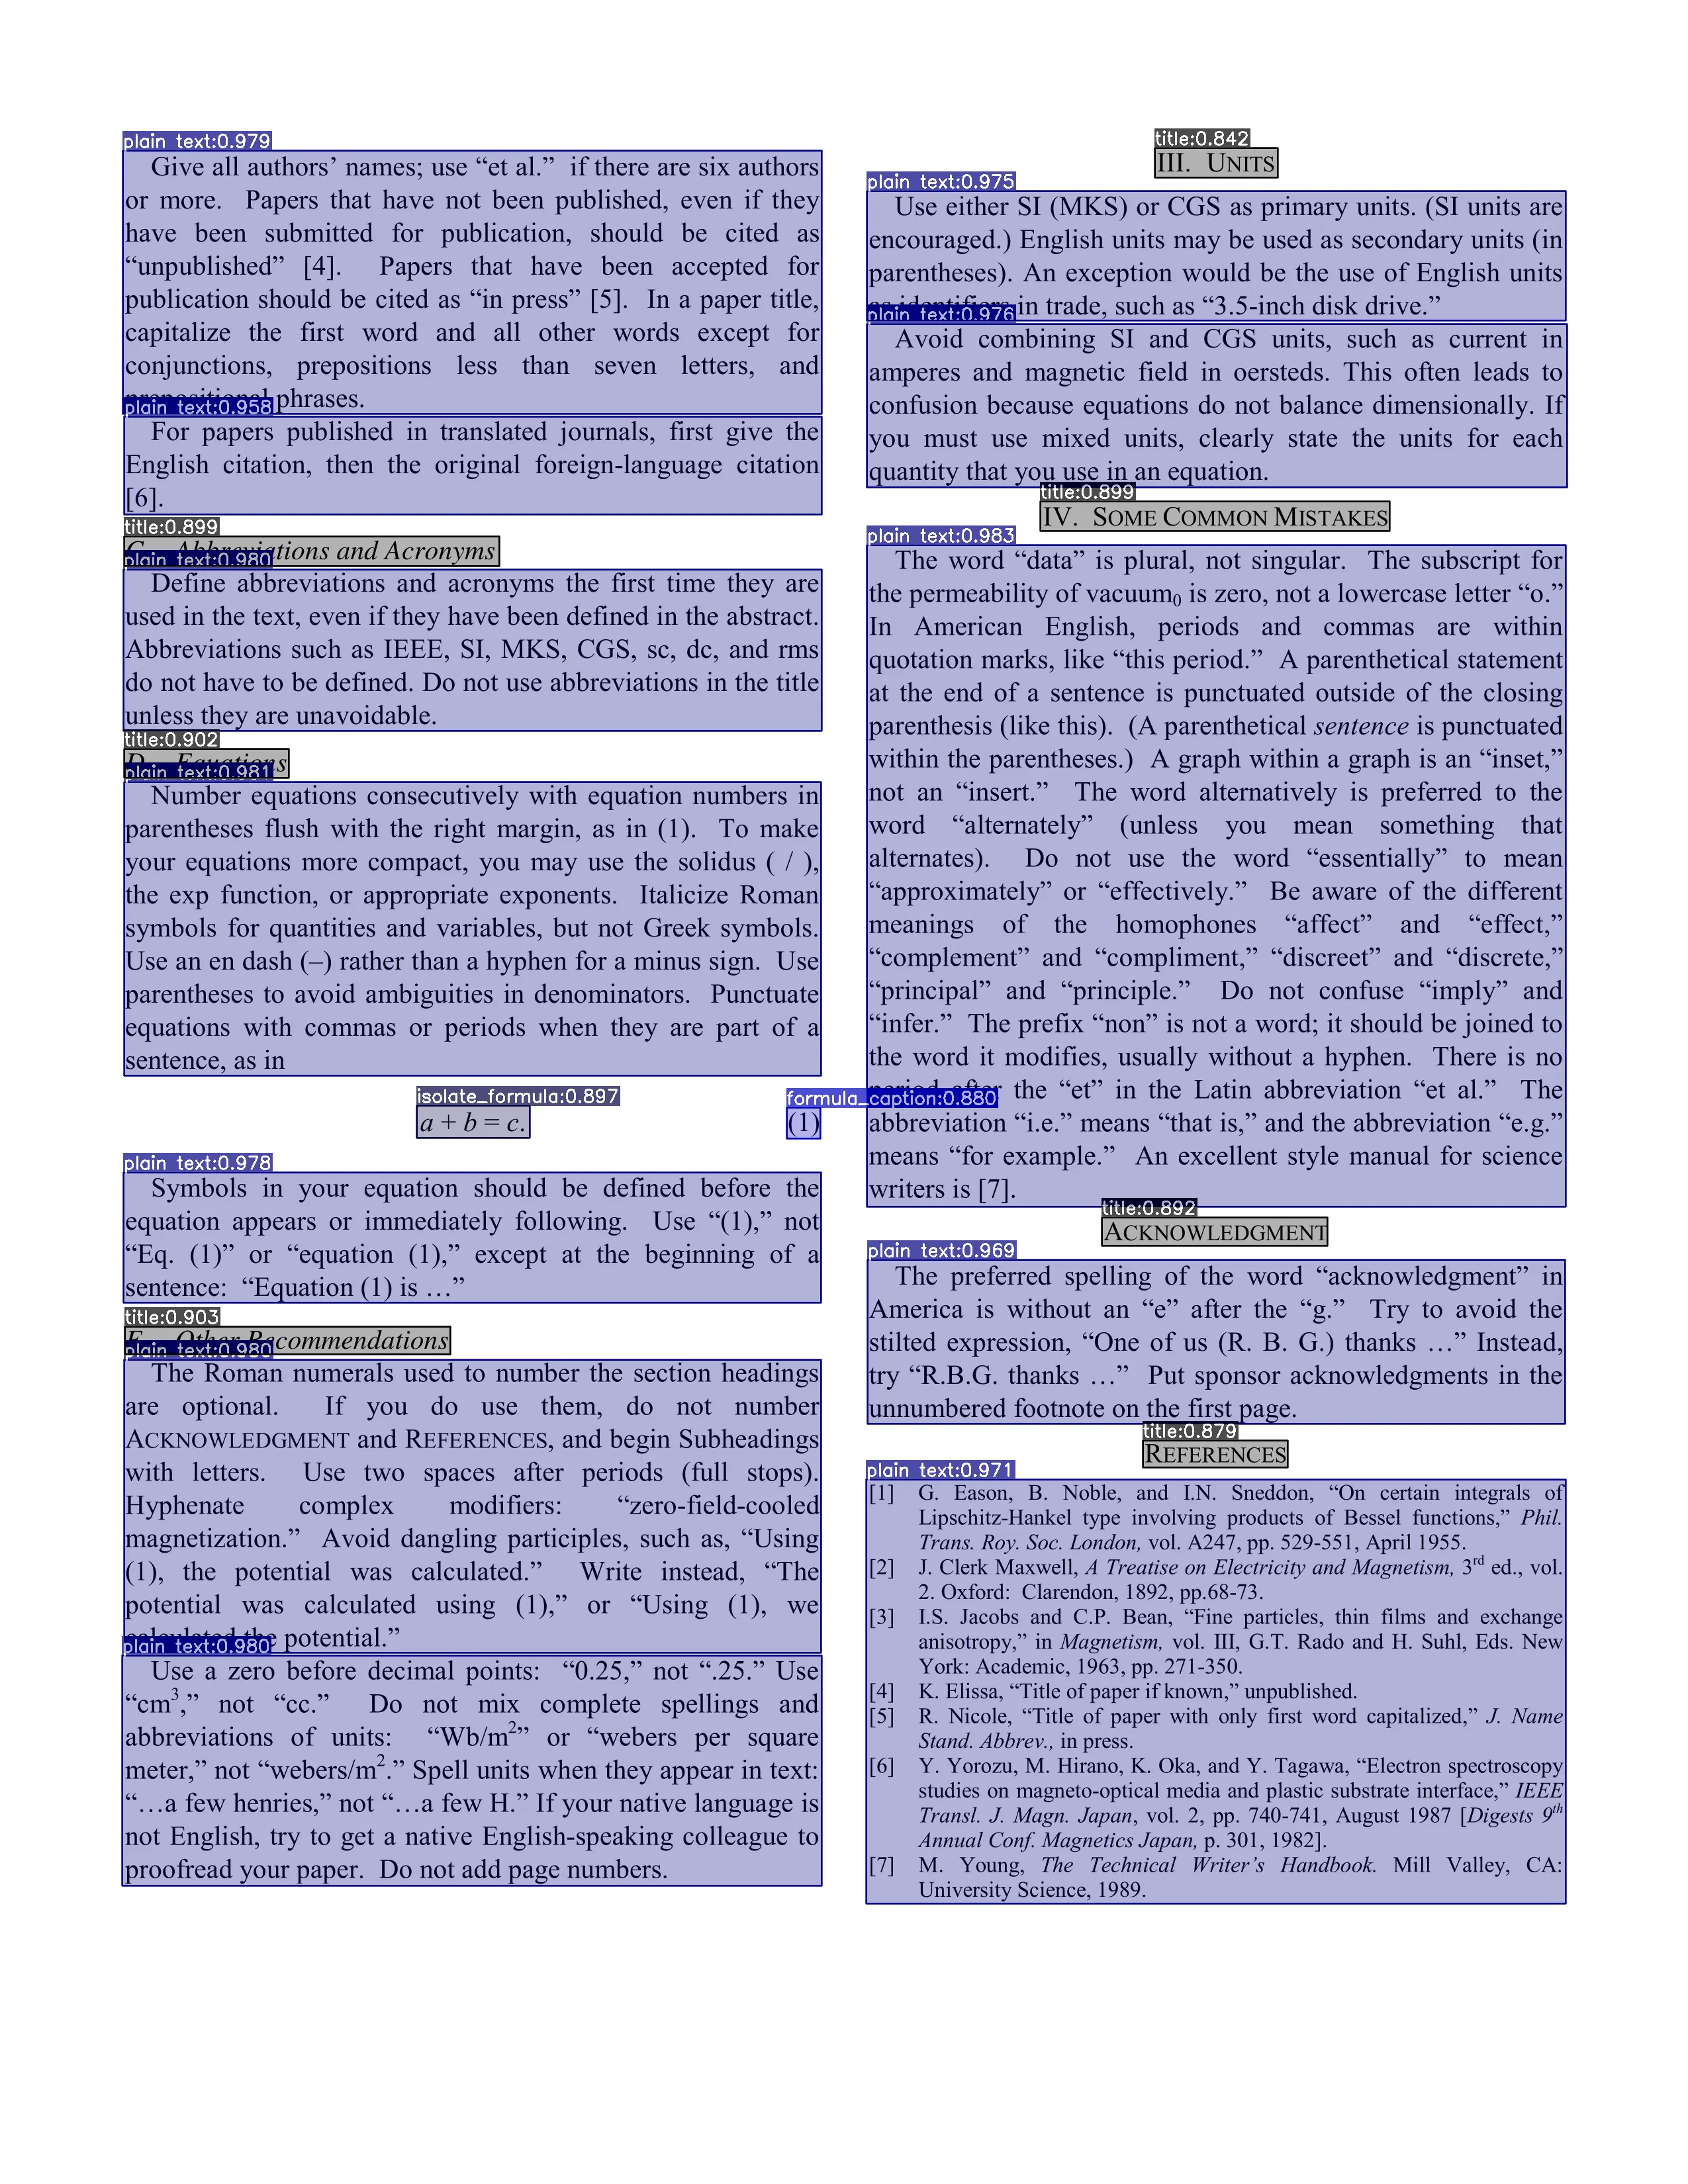 plain text:0.979
Give all authors’ names; use “et al.” if there are six authors
or more. Papers that have not been published, even if they
have been submitted for publication, should be cited as
“unpublished” [4]. Papers that have been accepted for
publication should be cited as “in press” [5]. In a paper title,
capitalize the first word and all other words except for
conjunctions, prepositions less than seven letters, and
prepositional phrases.
plain text:0.958
For papers published in translated journals, first give the
English citation, then the original foreign-language citation
[6].
title:0.899
C. Abbreviations and Acronyms
plain text:0.980
Define abbreviations and acronyms the first time they are
used in the text, even if they have been defined in the abstract.
Abbreviations such as IEEE, SI, MKS, CGS, sc, dc, and rms
do not have to be defined. Do not use abbreviations in the title
unless they are unavoidable.
title:0.902
D. Equations
plain text:0.981
Number equations consecutively with equation numbers in
parentheses flush with the right margin, as in (1). To make
your equations more compact, you may use the solidus ( / ),
the exp function, or appropriate exponents. Italicize Roman
symbols for quantities and variables, but not Greek symbols.
Use an en dash (–) rather than a hyphen for a minus sign. Use
parentheses to avoid ambiguities in denominators. Punctuate
equations with commas or periods when they are part of a
sentence, as in
isolate_formula:0.897 formula_caption:0.880
a + b = c. (1)
plain text:0.978
Symbols in your equation should be defined before the
equation appears or immediately following. Use “(1),” not
“Eq. (1)” or “equation (1),” except at the beginning of a
sentence: “Equation (1) is …”
title:0.903
E. Other Recommendations
plain text:0.980
The Roman numerals used to number the section headings
are optional. If you do use them, do not number
ACKNOWLEDGMENT and REFERENCES, and begin Subheadings
with letters. Use two spaces after periods (full stops).
Hyphenate complex modifiers: “zero-field-cooled
magnetization.” Avoid dangling participles, such as, “Using
(1), the potential was calculated.” Write instead, “The
potential was calculated using (1),” or “Using (1), we
calculated the potential.”
plain text:0.980
Use a zero before decimal points: “0.25,” not “.25.” Use
“cm³,” not “cc.” Do not mix complete spellings and
abbreviations of units: “Wb/m²” or “webers per square
meter,” not “webers/m².” Spell units when they appear in text:
“…a few henries,” not “…a few H.” If your native language is
not English, try to get a native English-speaking colleague to
proofread your paper. Do not add page numbers.
title:0.842
III. UNITS
plain text:0.975
Use either SI (MKS) or CGS as primary units. (SI units are
encouraged.) English units may be used as secondary units (in
parentheses). An exception would be the use of English units
as identifiers in trade, such as “3.5-inch disk drive.”
plain text:0.976
Avoid combining SI and CGS units, such as current in
amperes and magnetic field in oersteds. This often leads to
confusion because equations do not balance dimensionally. If
you must use mixed units, clearly state the units for each
quantity that you use in an equation.
title:0.899
IV. SOME COMMON MISTAKES
plain text:0.983
The word “data” is plural, not singular. The subscript for
the permeability of vacuum₀ is zero, not a lowercase letter “o.”
In American English, periods and commas are within
quotation marks, like “this period.” A parenthetical statement
at the end of a sentence is punctuated outside of the closing
parenthesis (like this). (A parenthetical sentence is punctuated
within the parentheses.) A graph within a graph is an “inset,”
not an “insert.” The word alternatively is preferred to the
word “alternately” (unless you mean something that
alternates). Do not use the word “essentially” to mean
“approximately” or “effectively.” Be aware of the different
meanings of the homophones “affect” and “effect,”
“complement” and “compliment,” “discreet” and “discrete,”
“principal” and “principle.” Do not confuse “imply” and
“infer.” The prefix “non” is not a word; it should be joined to
the word it modifies, usually without a hyphen. There is no
period after the “et” in the Latin abbreviation “et al.” The
abbreviation “i.e.” means “that is,” and the abbreviation “e.g.”
means “for example.” An excellent style manual for science
writers is [7].
title:0.892
ACKNOWLEDGMENT
plain text:0.969
The preferred spelling of the word “acknowledgment” in
America is without an “e” after the “g.” Try to avoid the
stilted expression, “One of us (R. B. G.) thanks …” Instead,
try “R.B.G. thanks …” Put sponsor acknowledgments in the
unnumbered footnote on the first page.
title:0.879
REFERENCES
plain text:0.971
[1] G. Eason, B. Noble, and I.N. Sneddon, “On certain integrals of
Lipschitz-Hankel type involving products of Bessel functions,” Phil.
Trans. Roy. Soc. London, vol. A247, pp. 529-551, April 1955.
[2] J. Clerk Maxwell, A Treatise on Electricity and Magnetism, 3rd ed., vol.
2. Oxford: Clarendon, 1892, pp.68-73.
[3] I.S. Jacobs and C.P. Bean, “Fine particles, thin films and exchange
anisotropy,” in Magnetism, vol. III, G.T. Rado and H. Suhl, Eds. New
York: Academic, 1963, pp. 271-350.
[4] K. Elissa, “Title of paper if known,” unpublished.
[5] R. Nicole, “Title of paper with only first word capitalized,” J. Name
Stand. Abbrev., in press.
[6] Y. Yorozu, M. Hirano, K. Oka, and Y. Tagawa, “Electron spectroscopy
studies on magneto-optical media and plastic substrate interface,” IEEE
Transl. J. Magn. Japan, vol. 2, pp. 740-741, August 1987 [Digests 9th
Annual Conf. Magnetics Japan, p. 301, 1982].
[7] M. Young, The Technical Writer’s Handbook. Mill Valley, CA:
University Science, 1989.